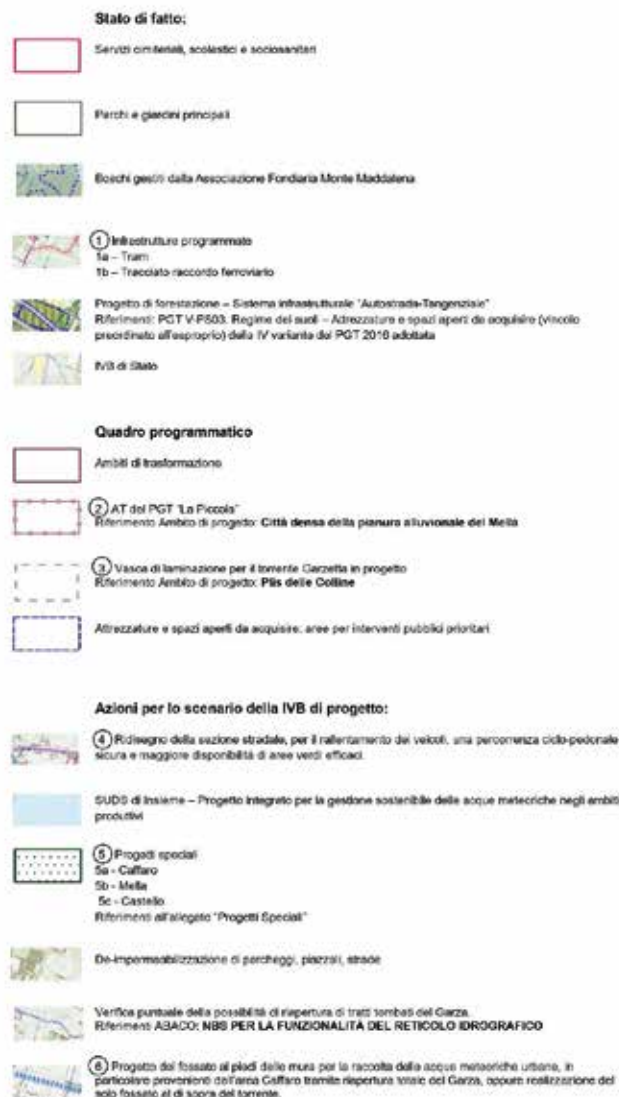 Stato di fatto:
Servizi cimiteriali, scolastici e sociosanitari
Parchi e giardini principali
Boschi gestiti dalla Associazione Fondiaria Monte Maddalena
1 Infrastrutture programmate
1a – Tram
1b – Tracciato raccordo ferroviario
Progetto di forestazione – Sistema infrastrutturale "Autostrada-Tangenziale"
Riferimenti: PGT V-PS03. Regime dei suoli – Attrezzature e spazi aperti da acquisire (vincolo
preordinato all'esproprio) della IV variante del PGT 2016 adottata
IVB di Stato
Quadro programmatico
Ambiti di trasformazione
2 AT del PGT "La Piccola"
Riferimento Ambito di progetto: Città densa della pianura alluvionale del Mella
3 Vasca di laminazione per il torrente Garzetta in progetto
Riferimento Ambito di progetto: Plis delle Colline
Attrezzature e spazi aperti da acquisire: aree per interventi pubblici prioritari
Azioni per lo scenario della IVB di progetto:
4 Ridisegno della sezione stradale, per il rallentamento dei veicoli, una percorrenza ciclo-pedonale
sicura e maggiore disponibilità di aree verdi efficaci.
SUDS di Insieme – Progetto integrato per la gestione sostenibile delle acque meteoriche negli ambiti
produttivi
5 Progetti speciali
5a - Caffaro
5b - Mella
5c - Castello
Riferimenti all'allegato "Progetti Speciali"
De-impermeabilizzazione di parcheggi, piazzali, strade
Verifica puntuale della possibilità di riapertura di tratti tombati del Garza.
Riferimenti ABACO: NBS PER LA FUNZIONALITÀ DEL RETICOLO IDROGRAFICO
6 Progetto del fossato ai piedi delle mura per la raccolta delle acque meteoriche urbane, in
particolare provenienti dall'area Caffaro tramite riapertura totale del Garza, oppure realizzazione del
solo fossato al di sopra del torrente.